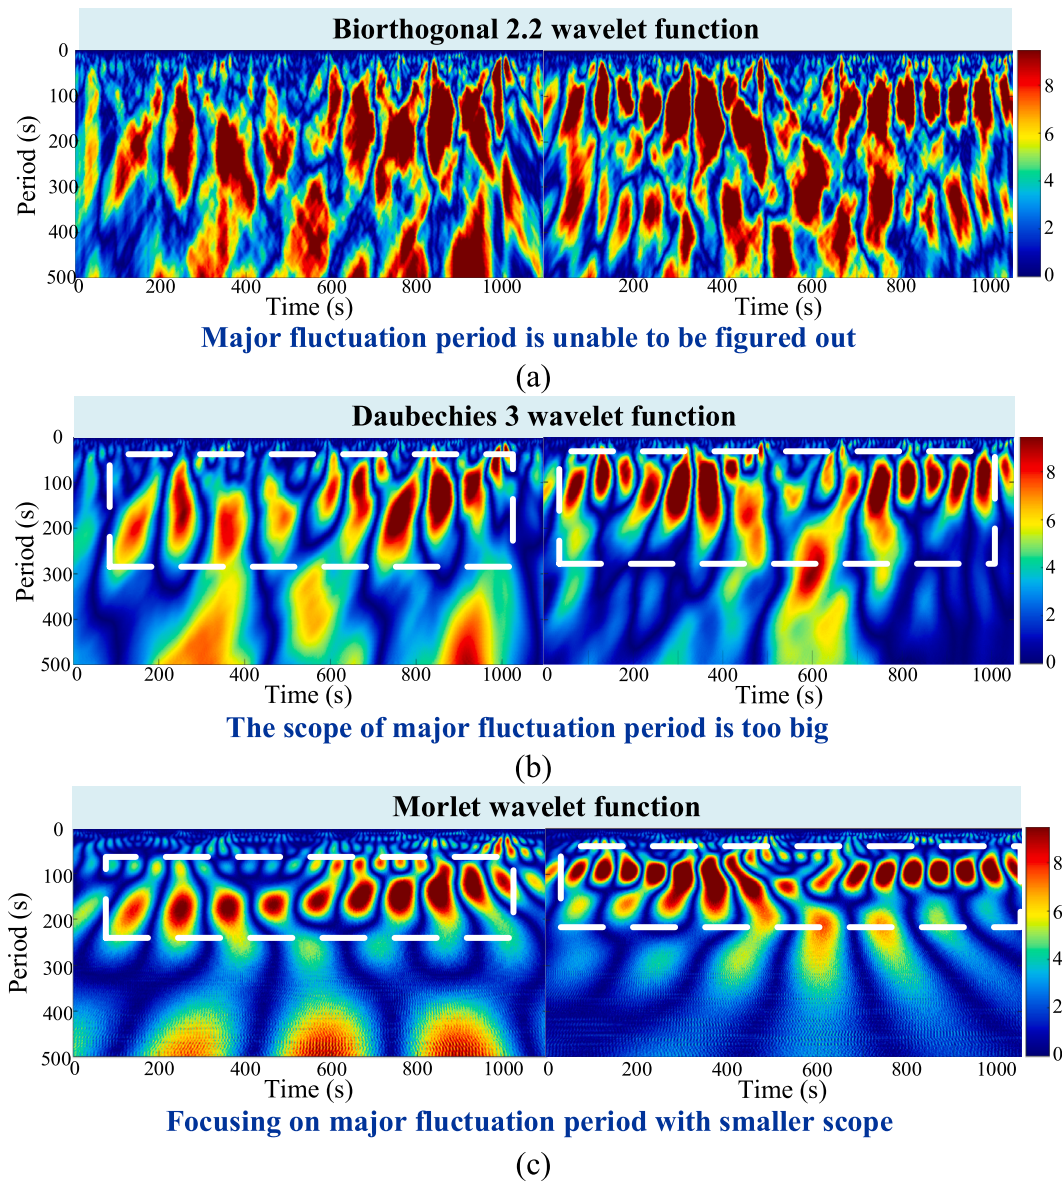 Biorthogonal 2.2 wavelet function
0
100
200
300
400
500
Period (s)
200 400 600 800 1000
200 400 600 800 1000
8
6
4
2
0
Time (s) Time (s)
Major fluctuation period is unable to be figured out
(a)
Daubechies 3 wavelet function
0
100
200
300
400
500
Period (s)
200 400 600 800 1000
0 200 400 600 800 1000
8
6
4
2
0
Time (s) Time (s)
The scope of major fluctuation period is too big
(b)
Morlet wavelet function
0
100
200
300
400
500
Period (s)
200 400 600 800 1000
0 200 400 600 800 1000
8
6
4
2
0
Time (s) Time (s)
Focusing on major fluctuation period with smaller scope
(c)